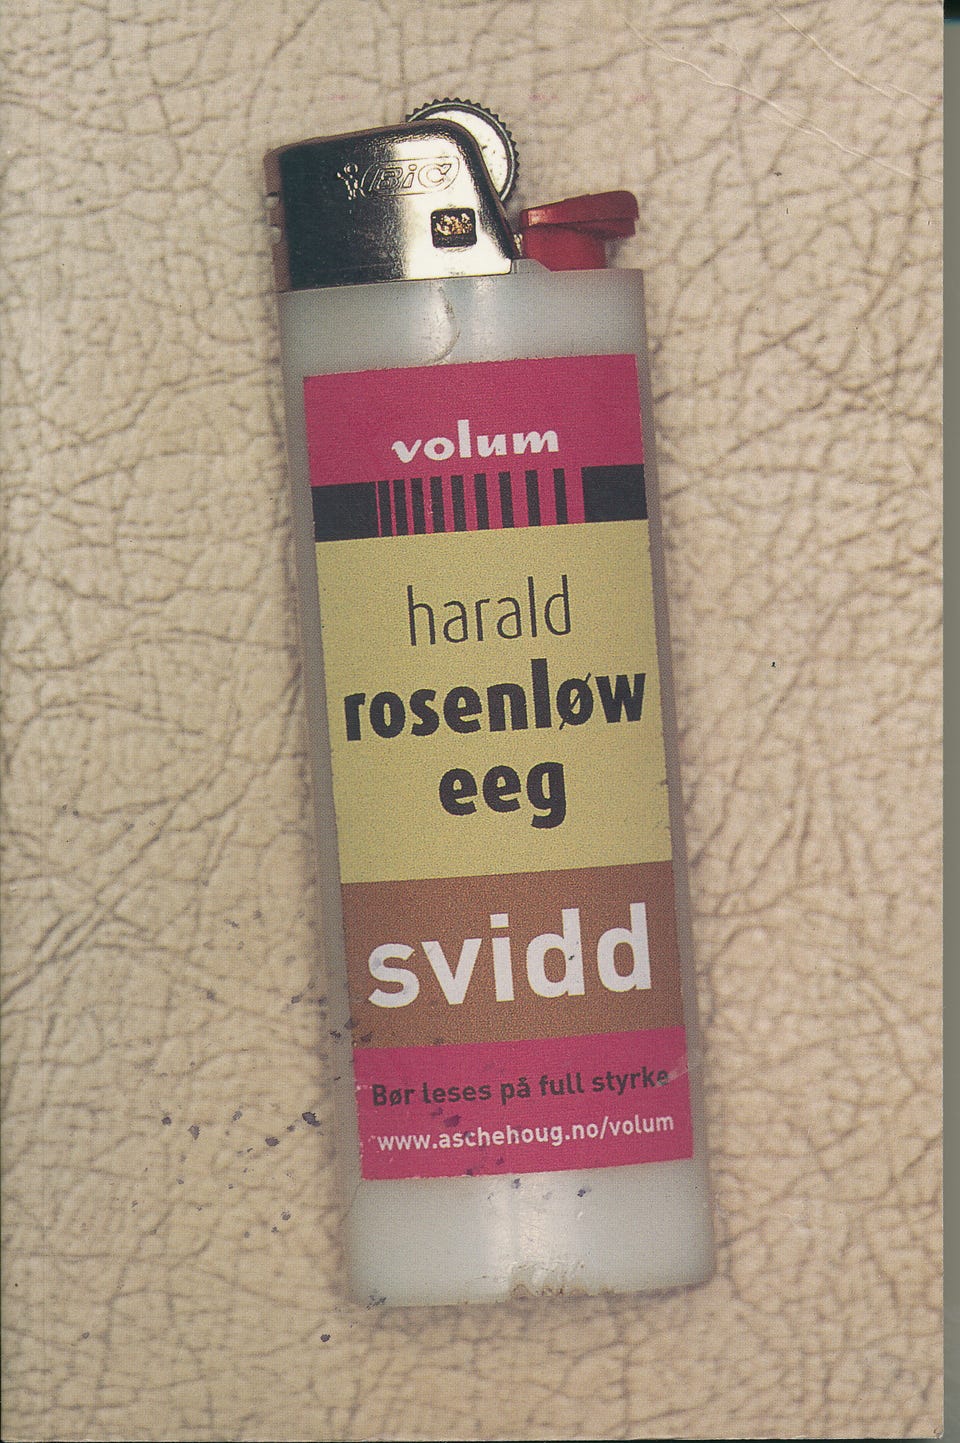 BiC
volum
harald
rosenløw
eeg
svidd
Bør leses på full styrke
www.aschehoug.no/volum